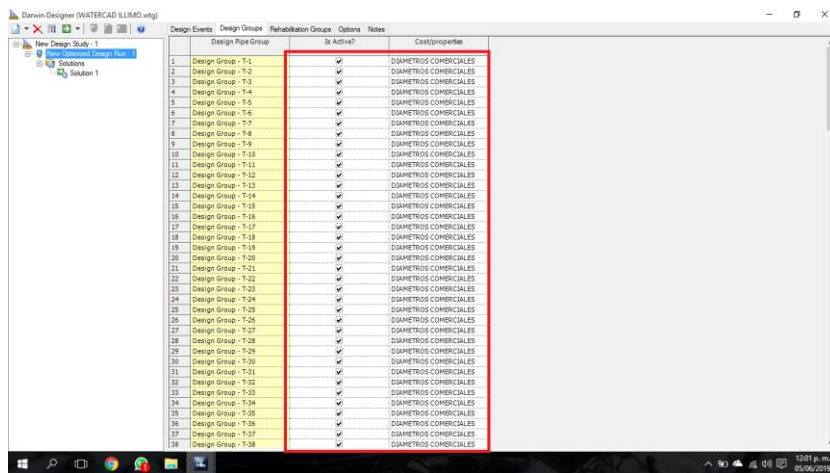 Darwin Designer (WATERCAD ILLIMO.wtg)
Design Events Design Groups Rehabilitation Groups Options Notes
New Design Study - 1
New Optimized Design Run - 1
Solutions
Solution 1
Design Pipe Group Is Active? Cost/properties
1 Design Group - T-1 DIAMETROS COMERCIALES
2 Design Group - T-2 DIAMETROS COMERCIALES
3 Design Group - T-3 DIAMETROS COMERCIALES
4 Design Group - T-4 DIAMETROS COMERCIALES
5 Design Group - T-5 DIAMETROS COMERCIALES
6 Design Group - T-6 DIAMETROS COMERCIALES
7 Design Group - T-7 DIAMETROS COMERCIALES
8 Design Group - T-8 DIAMETROS COMERCIALES
9 Design Group - T-9 DIAMETROS COMERCIALES
10 Design Group - T-10 DIAMETROS COMERCIALES
11 Design Group - T-11 DIAMETROS COMERCIALES
12 Design Group - T-12 DIAMETROS COMERCIALES
13 Design Group - T-13 DIAMETROS COMERCIALES
14 Design Group - T-14 DIAMETROS COMERCIALES
15 Design Group - T-15 DIAMETROS COMERCIALES
16 Design Group - T-16 DIAMETROS COMERCIALES
17 Design Group - T-17 DIAMETROS COMERCIALES
18 Design Group - T-18 DIAMETROS COMERCIALES
19 Design Group - T-19 DIAMETROS COMERCIALES
20 Design Group - T-20 DIAMETROS COMERCIALES
21 Design Group - T-21 DIAMETROS COMERCIALES
22 Design Group - T-22 DIAMETROS COMERCIALES
23 Design Group - T-23 DIAMETROS COMERCIALES
24 Design Group - T-24 DIAMETROS COMERCIALES
25 Design Group - T-25 DIAMETROS COMERCIALES
26 Design Group - T-26 DIAMETROS COMERCIALES
27 Design Group - T-27 DIAMETROS COMERCIALES
28 Design Group - T-28 DIAMETROS COMERCIALES
29 Design Group - T-29 DIAMETROS COMERCIALES
30 Design Group - T-30 DIAMETROS COMERCIALES
31 Design Group - T-31 DIAMETROS COMERCIALES
32 Design Group - T-32 DIAMETROS COMERCIALES
33 Design Group - T-33 DIAMETROS COMERCIALES
34 Design Group - T-34 DIAMETROS COMERCIALES
35 Design Group - T-35 DIAMETROS COMERCIALES
36 Design Group - T-36 DIAMETROS COMERCIALES
37 Design Group - T-37 DIAMETROS COMERCIALES
38 Design Group - T-38 DIAMETROS COMERCIALES
12:01 p. m.